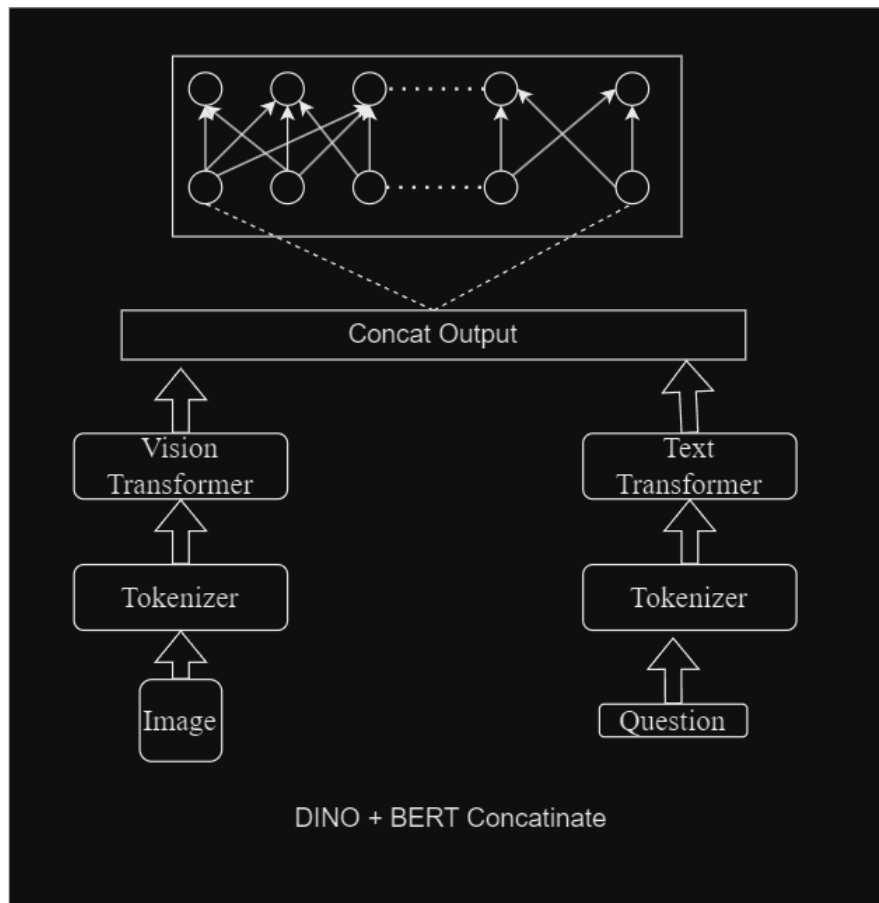 Concat Output
Vision
Transformer
Text
Transformer
Tokenizer
Tokenizer
Image
Question
DINO + BERT Concatinate